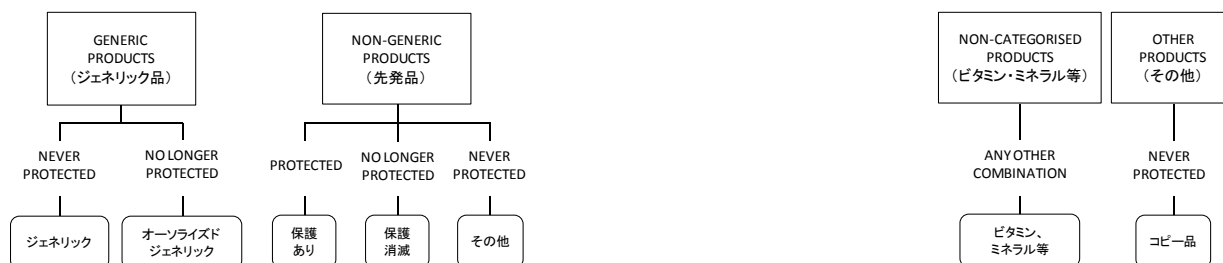 GENERIC
PRODUCTS
（ジェネリック品）
NON-GENERIC
PRODUCTS
（先発品）
NON-CATEGORISED
PRODUCTS
（ビタミン・ミネラル等）
OTHER
PRODUCTS
（その他）
NEVER
PROTECTED
NO LONGER
PROTECTED
PROTECTED
NO LONGER
PROTECTED
NEVER
PROTECTED
ANY OTHER
COMBINATION
NEVER
PROTECTED
ジェネリック
オーソライズド
ジェネリック
保護
あり
保護
消滅
その他
ビタミン、
ミネラル等
コピー品